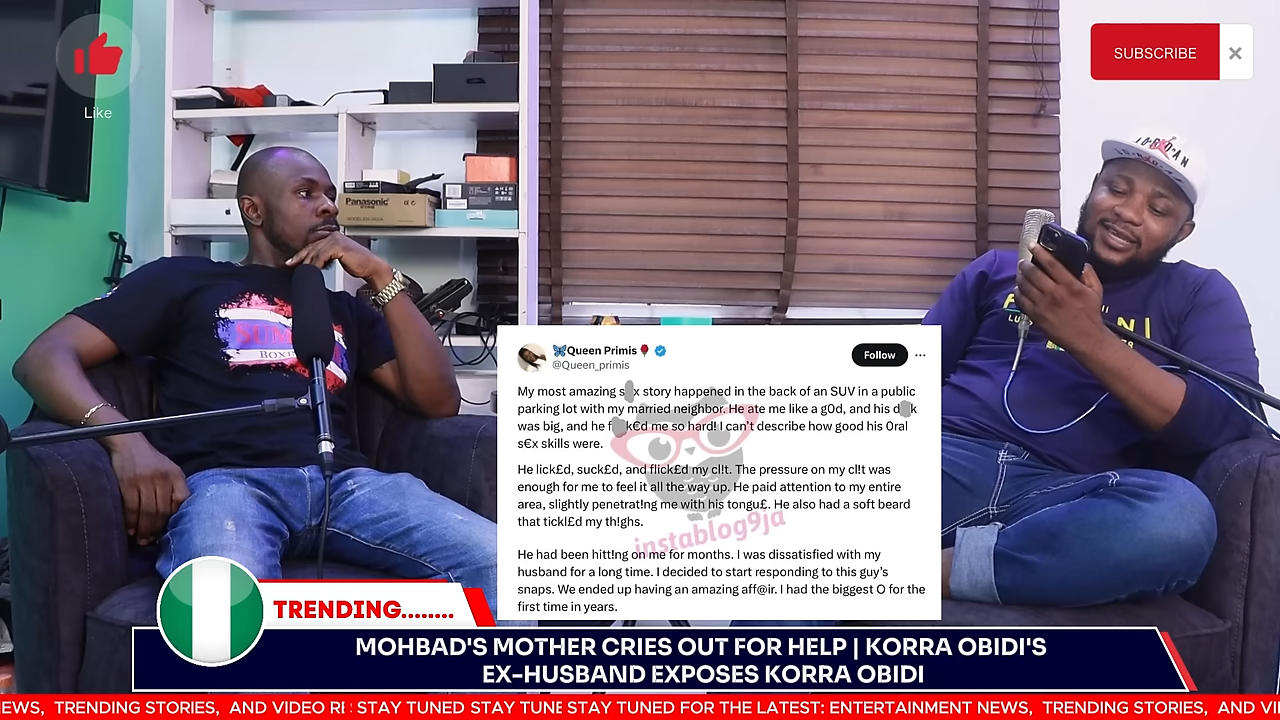 Like
SUBSCRIBE
JORDAN
Panasonic
BOXI
Queen Primis
@Queen_primis
Follow
My most amazing s x story happened in the back of an SUV in a public
parking lot with my married neighbor. He ate me like a g0d, and his d k
was big, and he f k€d me so hard! I can't describe how good his 0ral
s€x skills were.
He lick£d, suck£d, and flick£d my cl!t. The pressure on my cl!t was
enough for me to feel it all the way up. He paid attention to my entire
area, slightly penetrat!ng me with his tongu£. He also had a soft beard
that tickl£d my th!ghs.
instablog9ja
He had been hitt!ng on me for months. I was dissatisfied with my
husband for a long time. I decided to start responding to this guy's
snaps. We ended up having an amazing aff@ir. I had the biggest O for the
first time in years.
TRENDING........
MOHBAD'S MOTHER CRIES OUT FOR HELP | KORRA OBIDI'S
EX-HUSBAND EXPOSES KORRA OBIDI
EWS, TRENDING STORIES, AND VIDEO RE STAY TUNED STAY TUNE STAY TUNED FOR THE LATEST: ENTERTAINMENT NEWS, TRENDING STORIES, AND VI